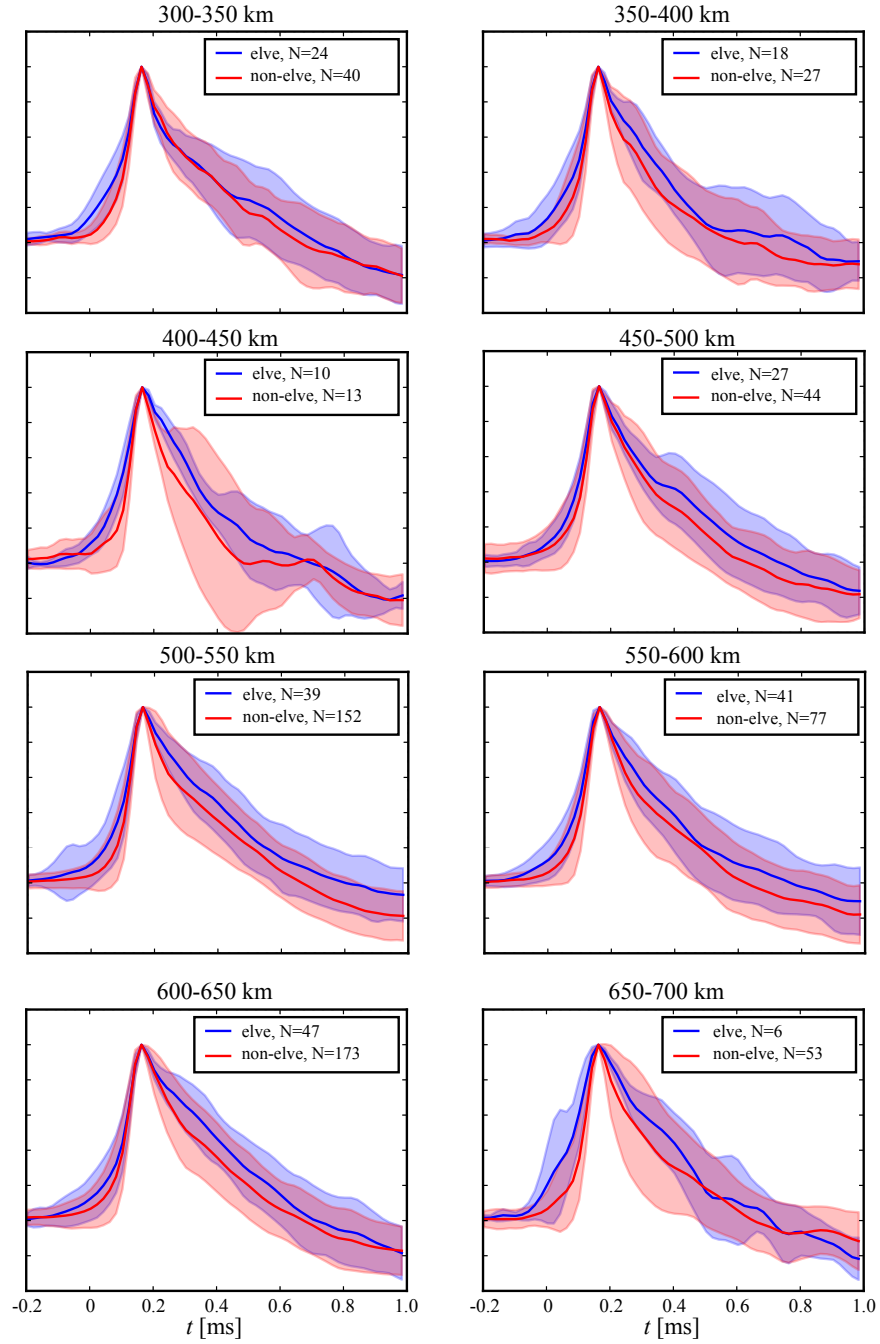 300-350 km
elve, N=24
non-elve, N=40
350-400 km
elve, N=18
non-elve, N=27
400-450 km
elve, N=10
non-elve, N=13
450-500 km
elve, N=27
non-elve, N=44
500-550 km
elve, N=39
non-elve, N=152
550-600 km
elve, N=41
non-elve, N=77
600-650 km
elve, N=47
non-elve, N=173
650-700 km
elve, N=6
non-elve, N=53
-0.2 0 0.2 0.4 0.6 0.8 1.0
t [ms]
-0.2 0 0.2 0.4 0.6 0.8 1.0
t [ms]